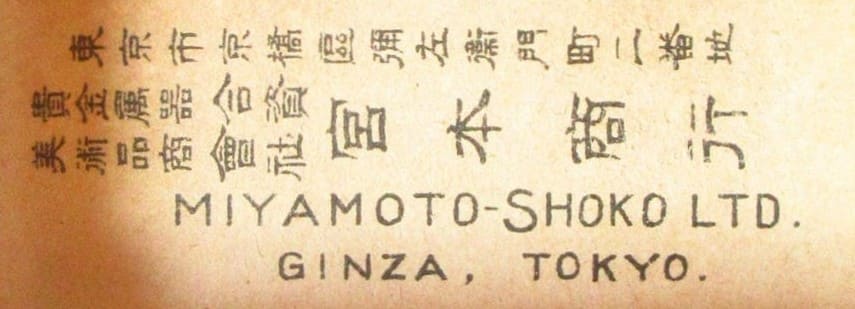 東京市京橋區彌左衞門町二番地
貴金属器
美術品商
合資
會社
宮本商行
MIYAMOTO-SHOKO LTD.
GINZA, TOKYO.